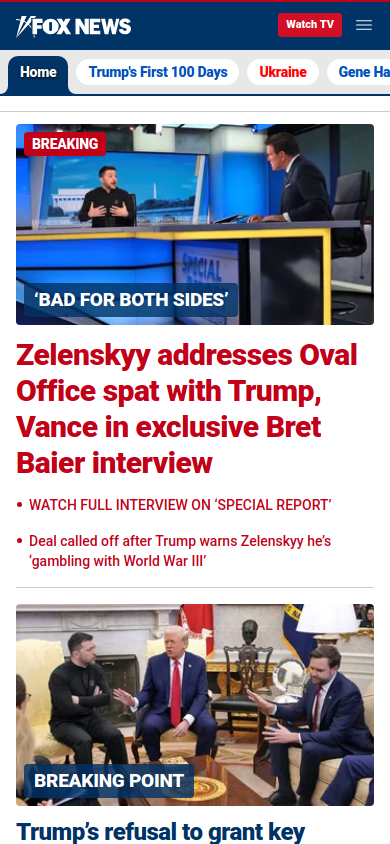 FOX NEWS
Watch TV
Home
Trump's First 100 Days
Ukraine
Gene Ha
BREAKING
SPECIAL
‘BAD FOR BOTH SIDES’
Zelenskyy addresses Oval
Office spat with Trump,
Vance in exclusive Bret
Baier interview
• WATCH FULL INTERVIEW ON ‘SPECIAL REPORT’
• Deal called off after Trump warns Zelenskyy he’s
‘gambling with World War III’
BREAKING POINT
Trump’s refusal to grant key